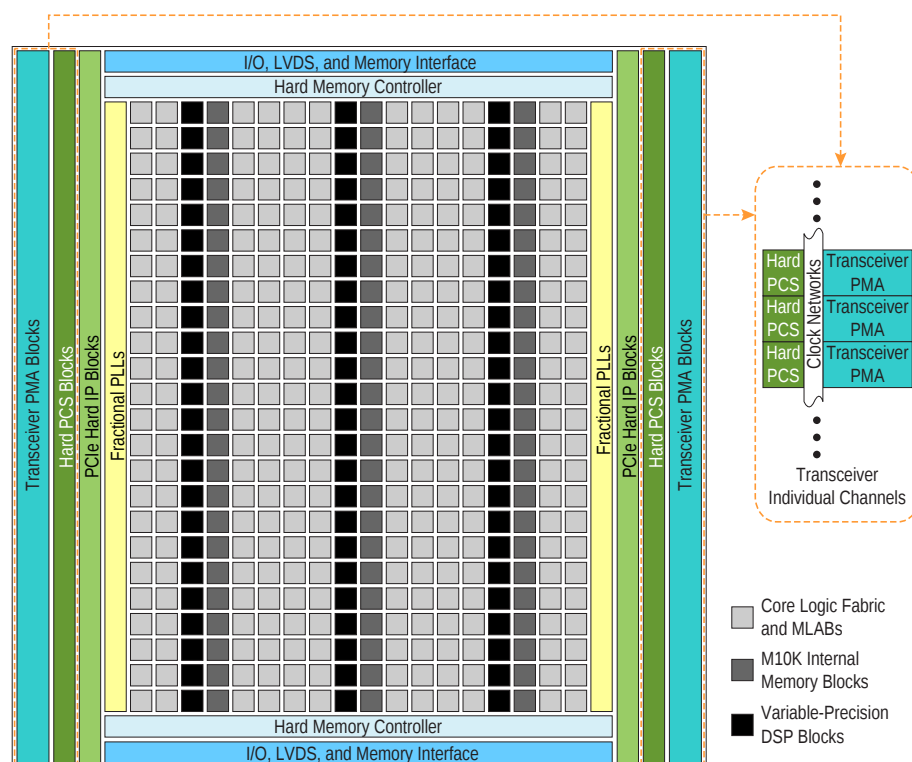 I/O, LVDS, and Memory Interface
Hard Memory Controller
Transceiver PMA Blocks
Hard PCS Blocks
PCIe Hard IP Blocks
Fractional PLLs
Fractional PLLs
PCIe Hard IP Blocks
Hard PCS Blocks
Transceiver PMA Blocks
Hard Memory Controller
I/O, LVDS, and Memory Interface
Hard
PCS
Hard
PCS
Hard
PCS
Clock Networks
Transceiver
PMA
Transceiver
PMA
Transceiver
PMA
Transceiver
Individual Channels
Core Logic Fabric
and MLABs
M10K Internal
Memory Blocks
Variable-Precision
DSP Blocks